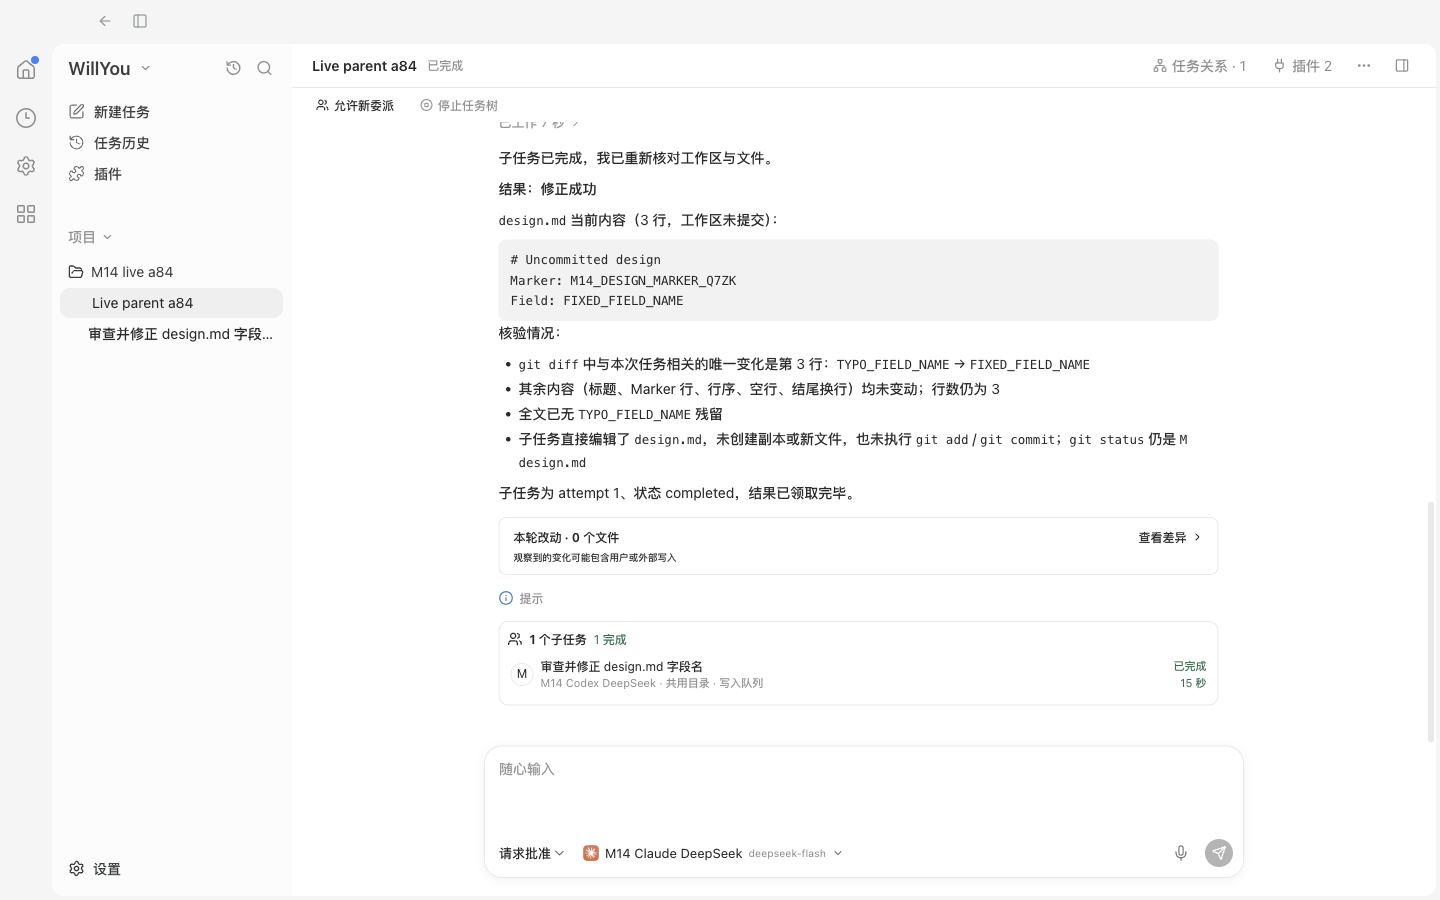 WillYou
新建任务
任务历史
插件
项目
M14 live a84
Live parent a84
审查并修正 design.md 字段...
设置
Live parent a84 已完成
任务关系 · 1 插件 2
允许新委派 停止任务树
已工作 7 秒
子任务已完成，我已重新核对工作区与文件。
结果：修正成功
design.md 当前内容（3 行，工作区未提交）：
# Uncommitted design
Marker: M14_DESIGN_MARKER_Q7ZK
Field: FIXED_FIELD_NAME
核验情况：
• git diff 中与本次任务相关的唯一变化是第 3 行：TYPO_FIELD_NAME → FIXED_FIELD_NAME
• 其余内容（标题、Marker 行、行序、空行、结尾换行）均未变动；行数仍为 3
• 全文已无 TYPO_FIELD_NAME 残留
• 子任务直接编辑了 design.md，未创建副本或新文件，也未执行 git add / git commit；git status 仍是 M
design.md
子任务为 attempt 1、状态 completed，结果已领取完毕。
本轮改动 · 0 个文件 查看差异
观察到的变化可能包含用户或外部写入
提示
1 个子任务 1 完成
M
审查并修正 design.md 字段名 已完成
M14 Codex DeepSeek · 共用目录 · 写入队列 15 秒
随心输入
请求批准 M14 Claude DeepSeek deepseek-flash